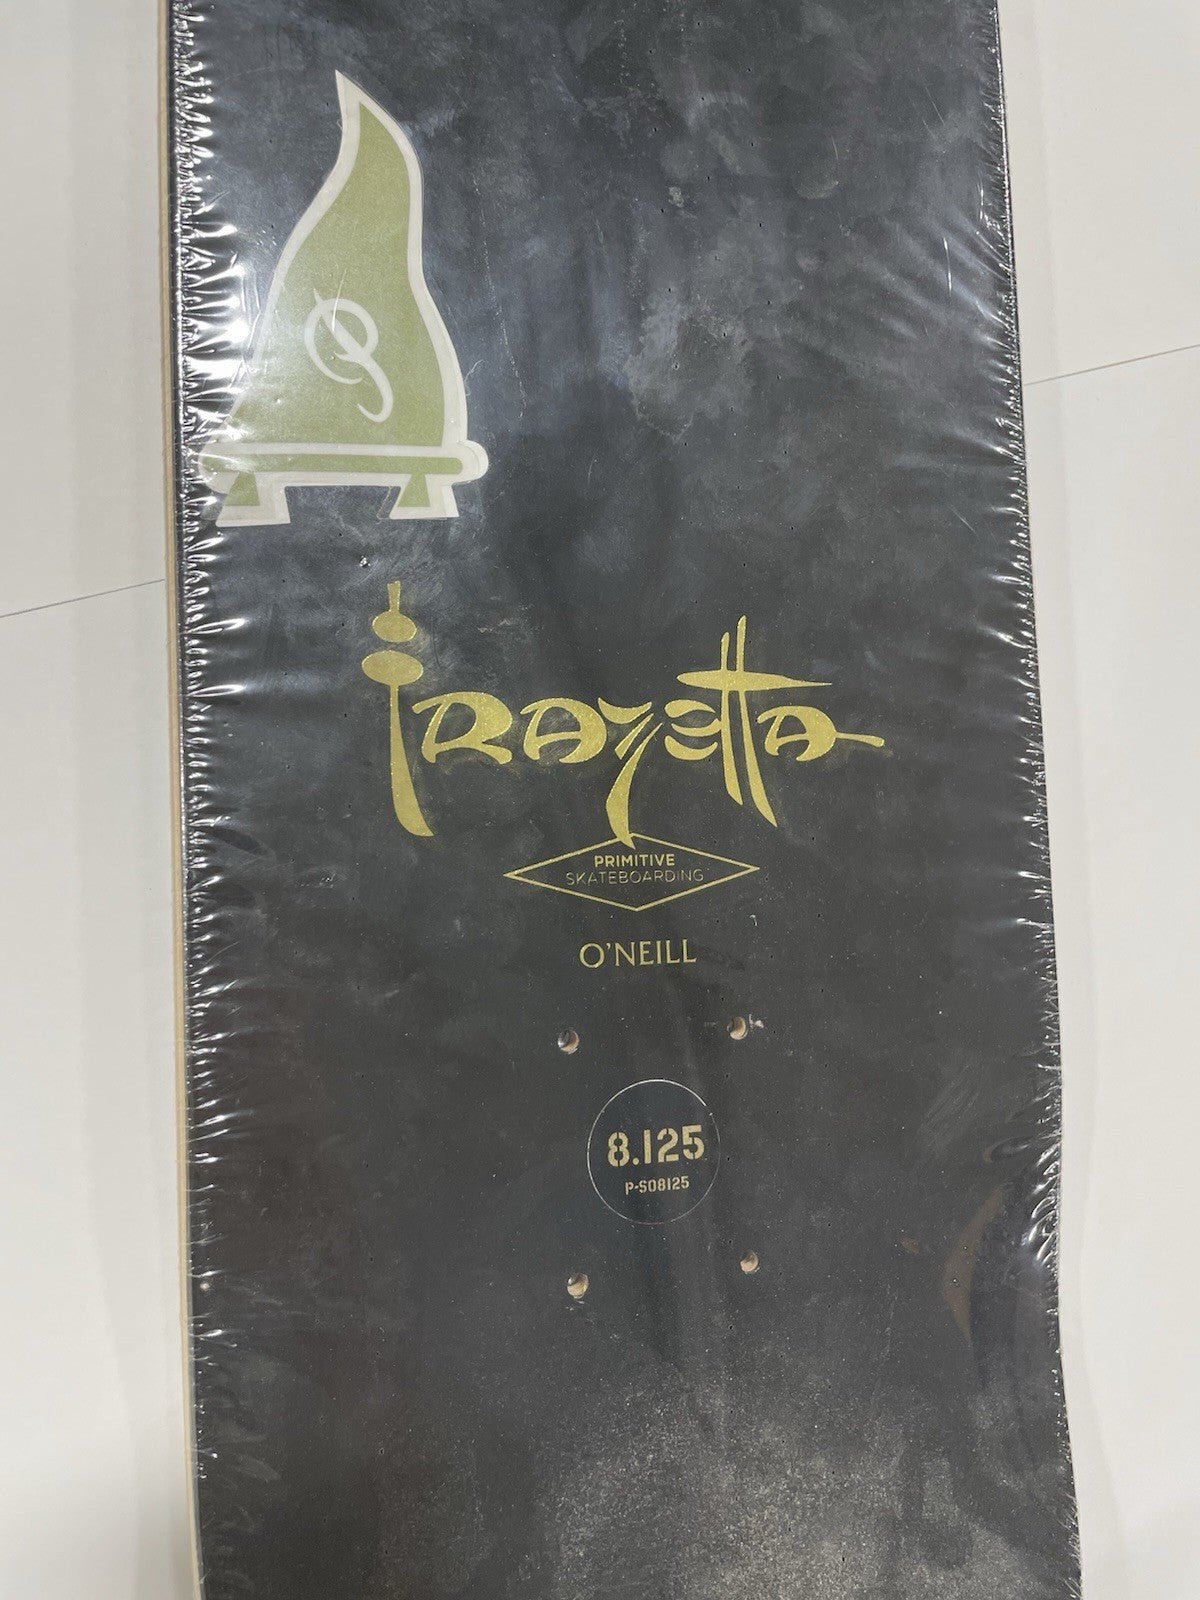 Frazetta
PRIMITIVE
SKATEBOARDING
O'NEILL
8.125
P-S08125